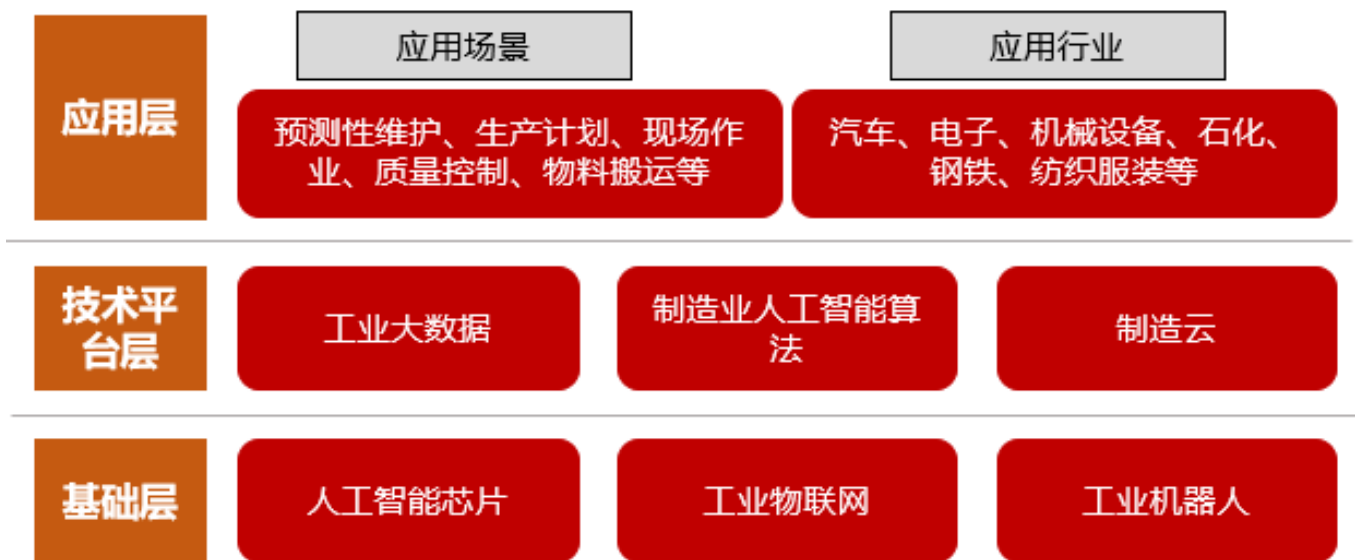 应用层
应用场景
应用行业
预测性维护、生产计划、现场作
业、质量控制、物料搬运等
汽车、电子、机械设备、石化、
钢铁、纺织服装等
技术平
台层
工业大数据
制造业人工智能算
法
制造云
基础层
人工智能芯片
工业物联网
工业机器人